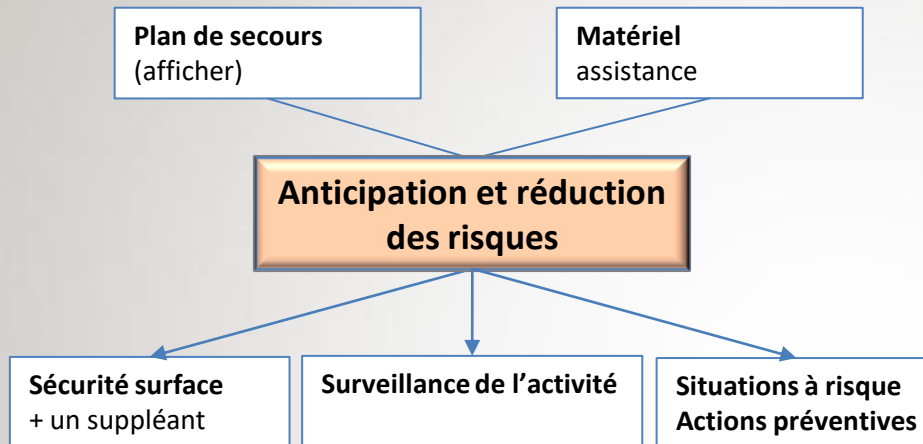 Plan de secours
(afficher)
Matériel
assistance
Anticipation et réduction
des risques
Sécurité surface
+ un suppléant
Surveillance de l’activité
Situations à risque
Actions préventives